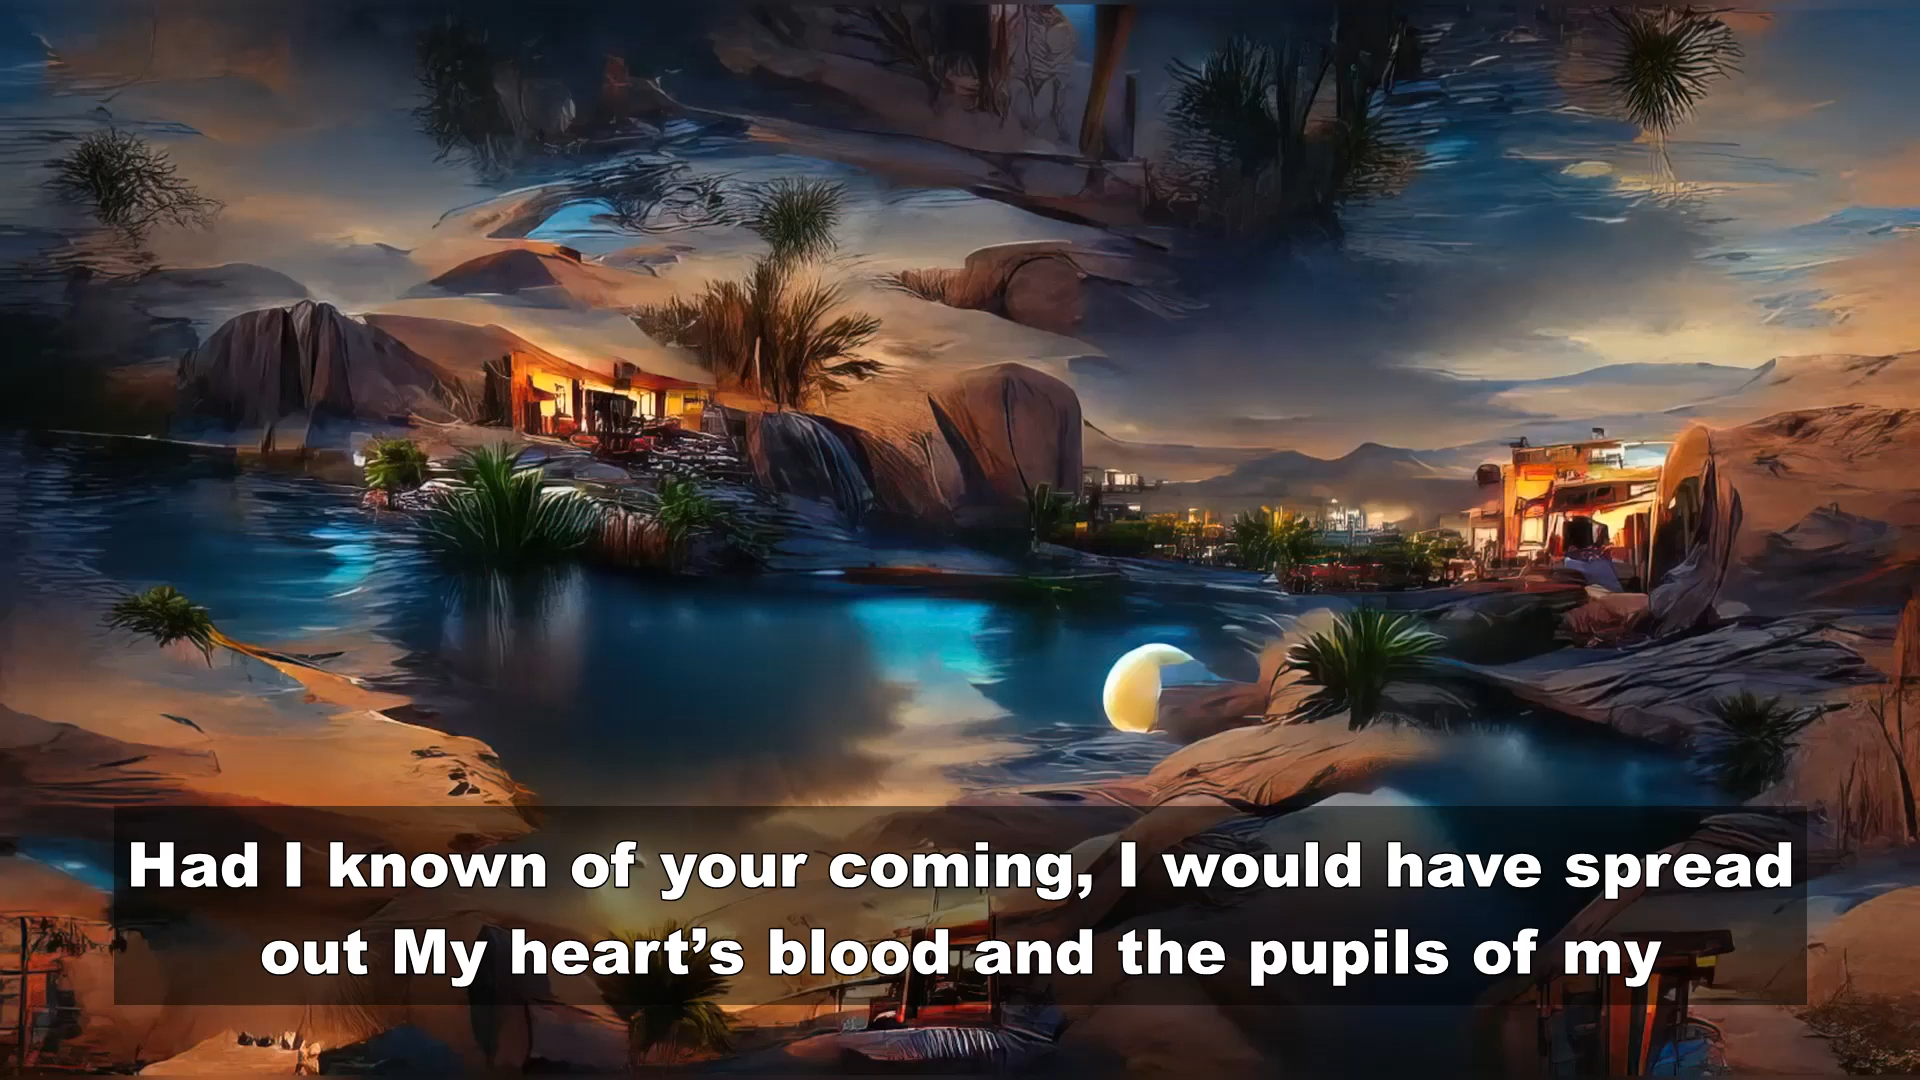 Had I known of your coming, I would have spread
out My heart’s blood and the pupils of my